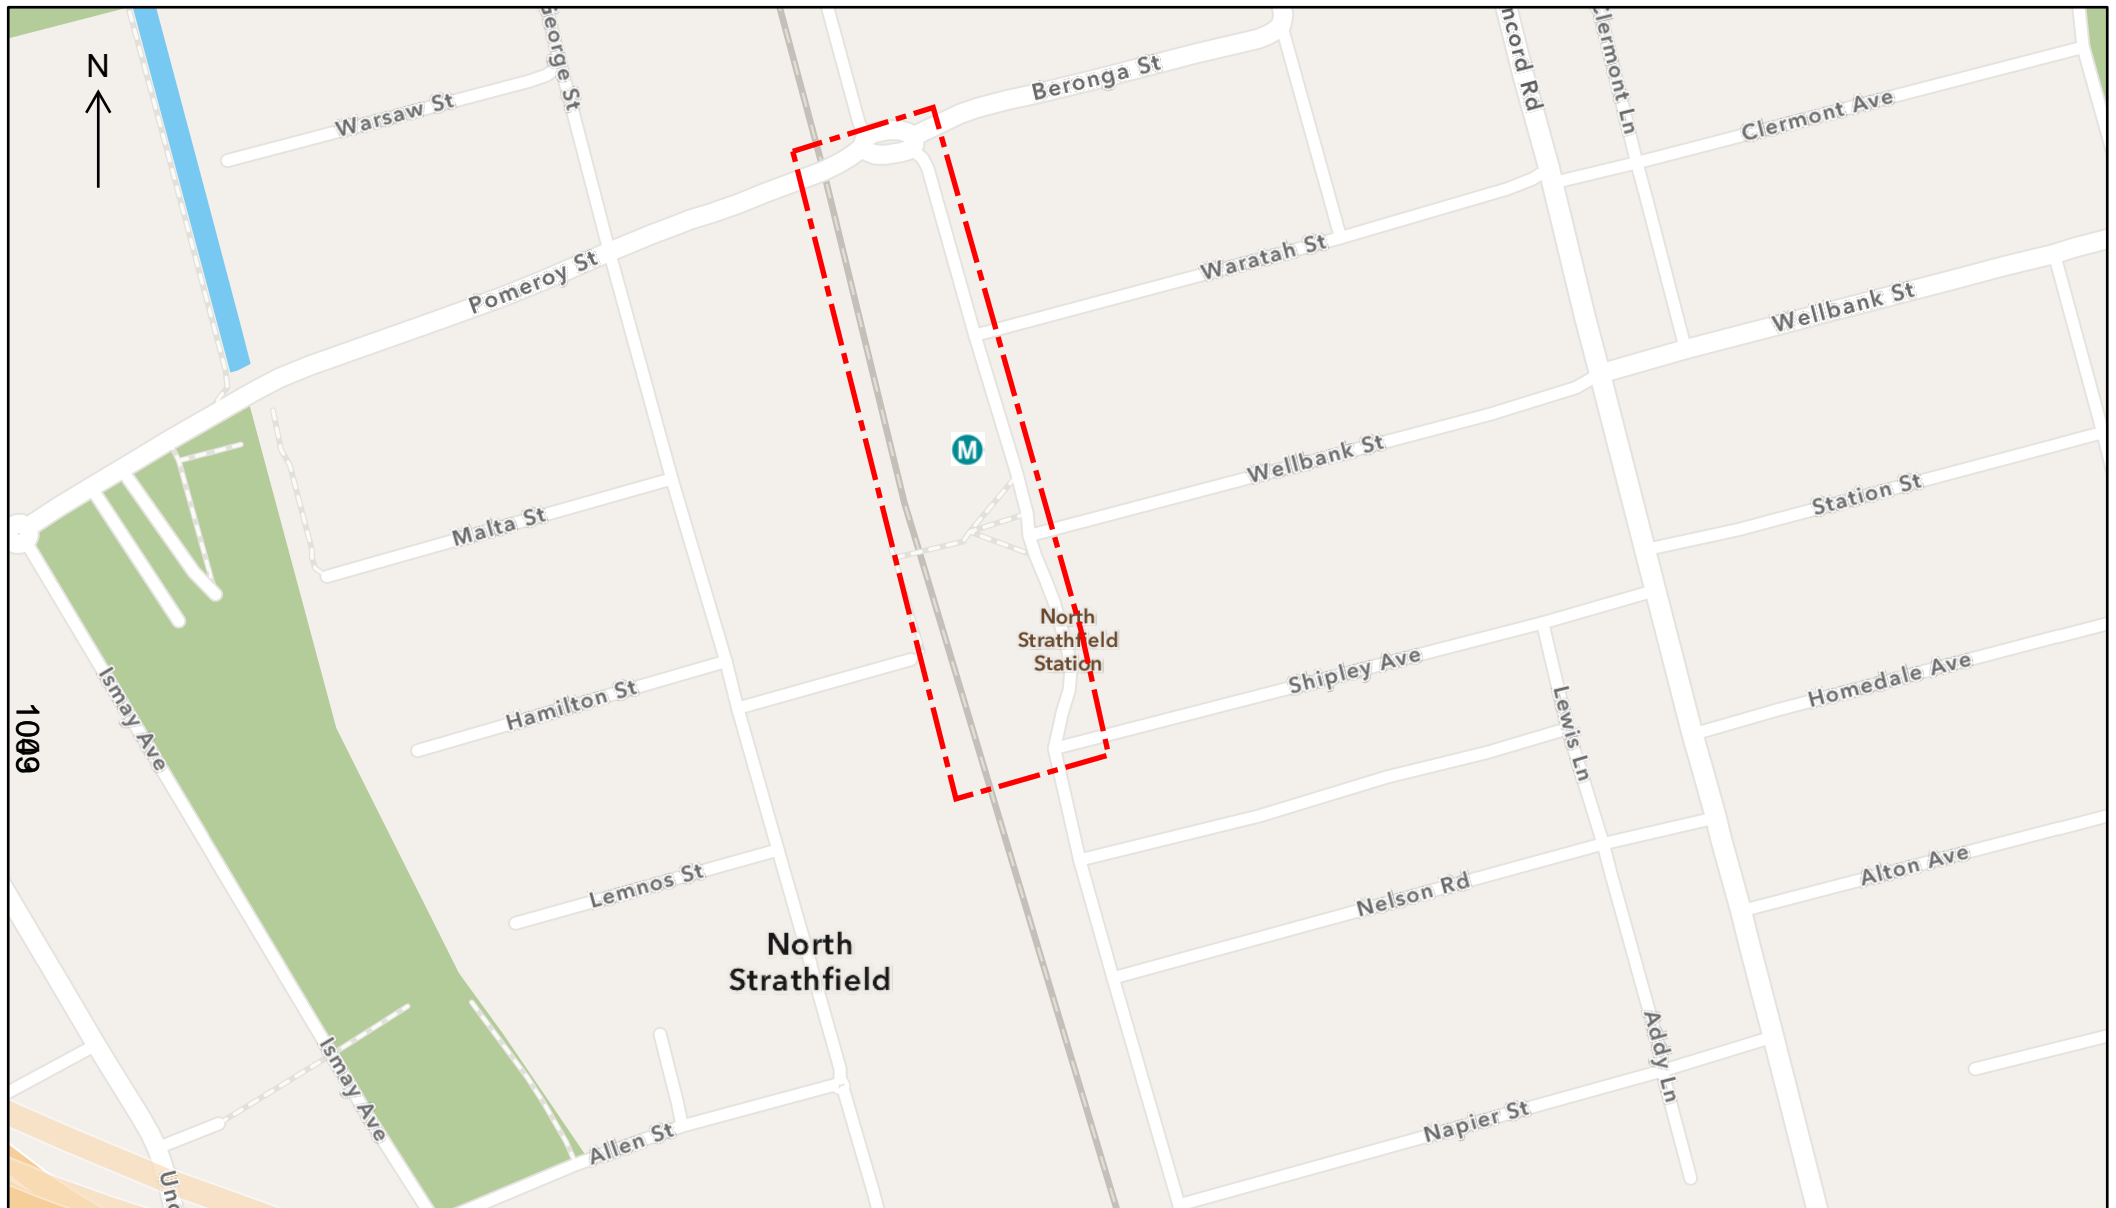 N
George St
Warsaw St
Beronga St
ncord Rd
Clermont Ln
Clermont Ave
Pomeroy St
Waratah St
Wellbank St
M
Wellbank St
Malta St
Station St
North
Strathfield
Station
Shipley Ave
Homedale Ave
Hamilton St
Ismay Ave
Lewis Ln
Lemnos St
Nelson Rd
Alton Ave
North
Strathfield
Ismay Ave
Addy Ln
Allen St
Napier St
Und